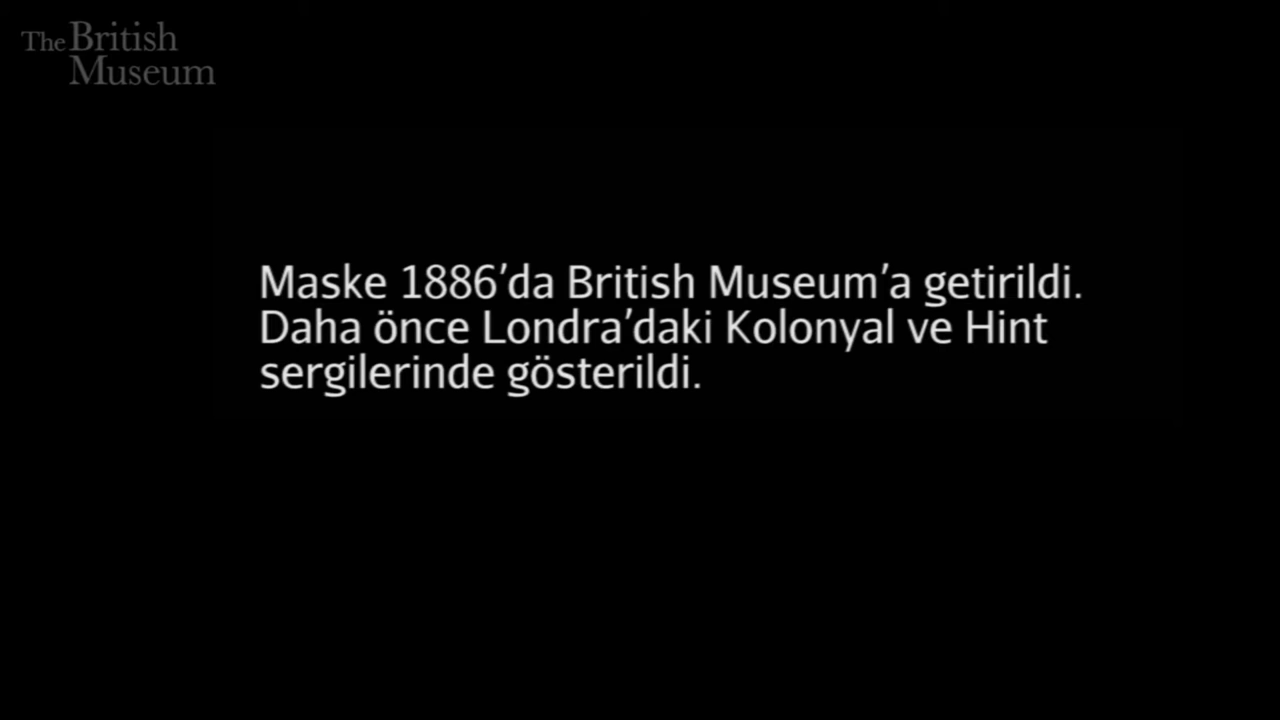 The British
Museum
Maske 1886’da British Museum’a getirildi.
Daha önce Londra’daki Kolonyal ve Hint
sergilerinde gösterildi.